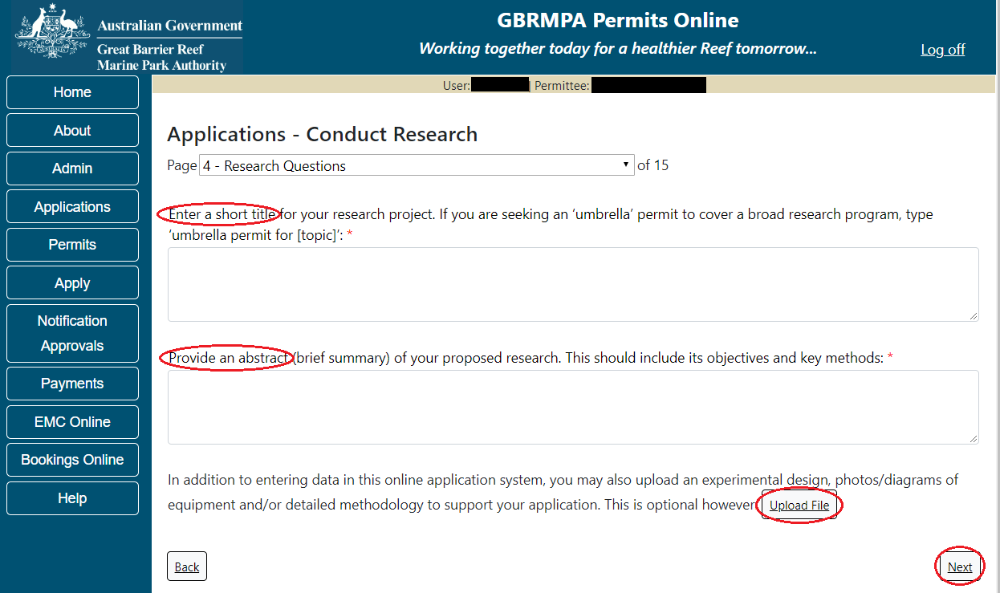 Australian Government
Great Barrier Reef
Marine Park Authority
GBRMPA Permits Online
Working together today for a healthier Reef tomorrow...
Log off
User: | Permittee:
Home
About
Admin
Applications
Permits
Apply
Notification
Approvals
Payments
EMC Online
Bookings Online
Help
Applications - Conduct Research
Page 4 - Research Questions of 15
Enter a short title for your research project. If you are seeking an ‘umbrella’ permit to cover a broad research program, type
‘umbrella permit for [topic]’: *
Provide an abstract (brief summary) of your proposed research. This should include its objectives and key methods: *
In addition to entering data in this online application system, you may also upload an experimental design, photos/diagrams of
equipment and/or detailed methodology to support your application. This is optional however Upload File
Back
Next